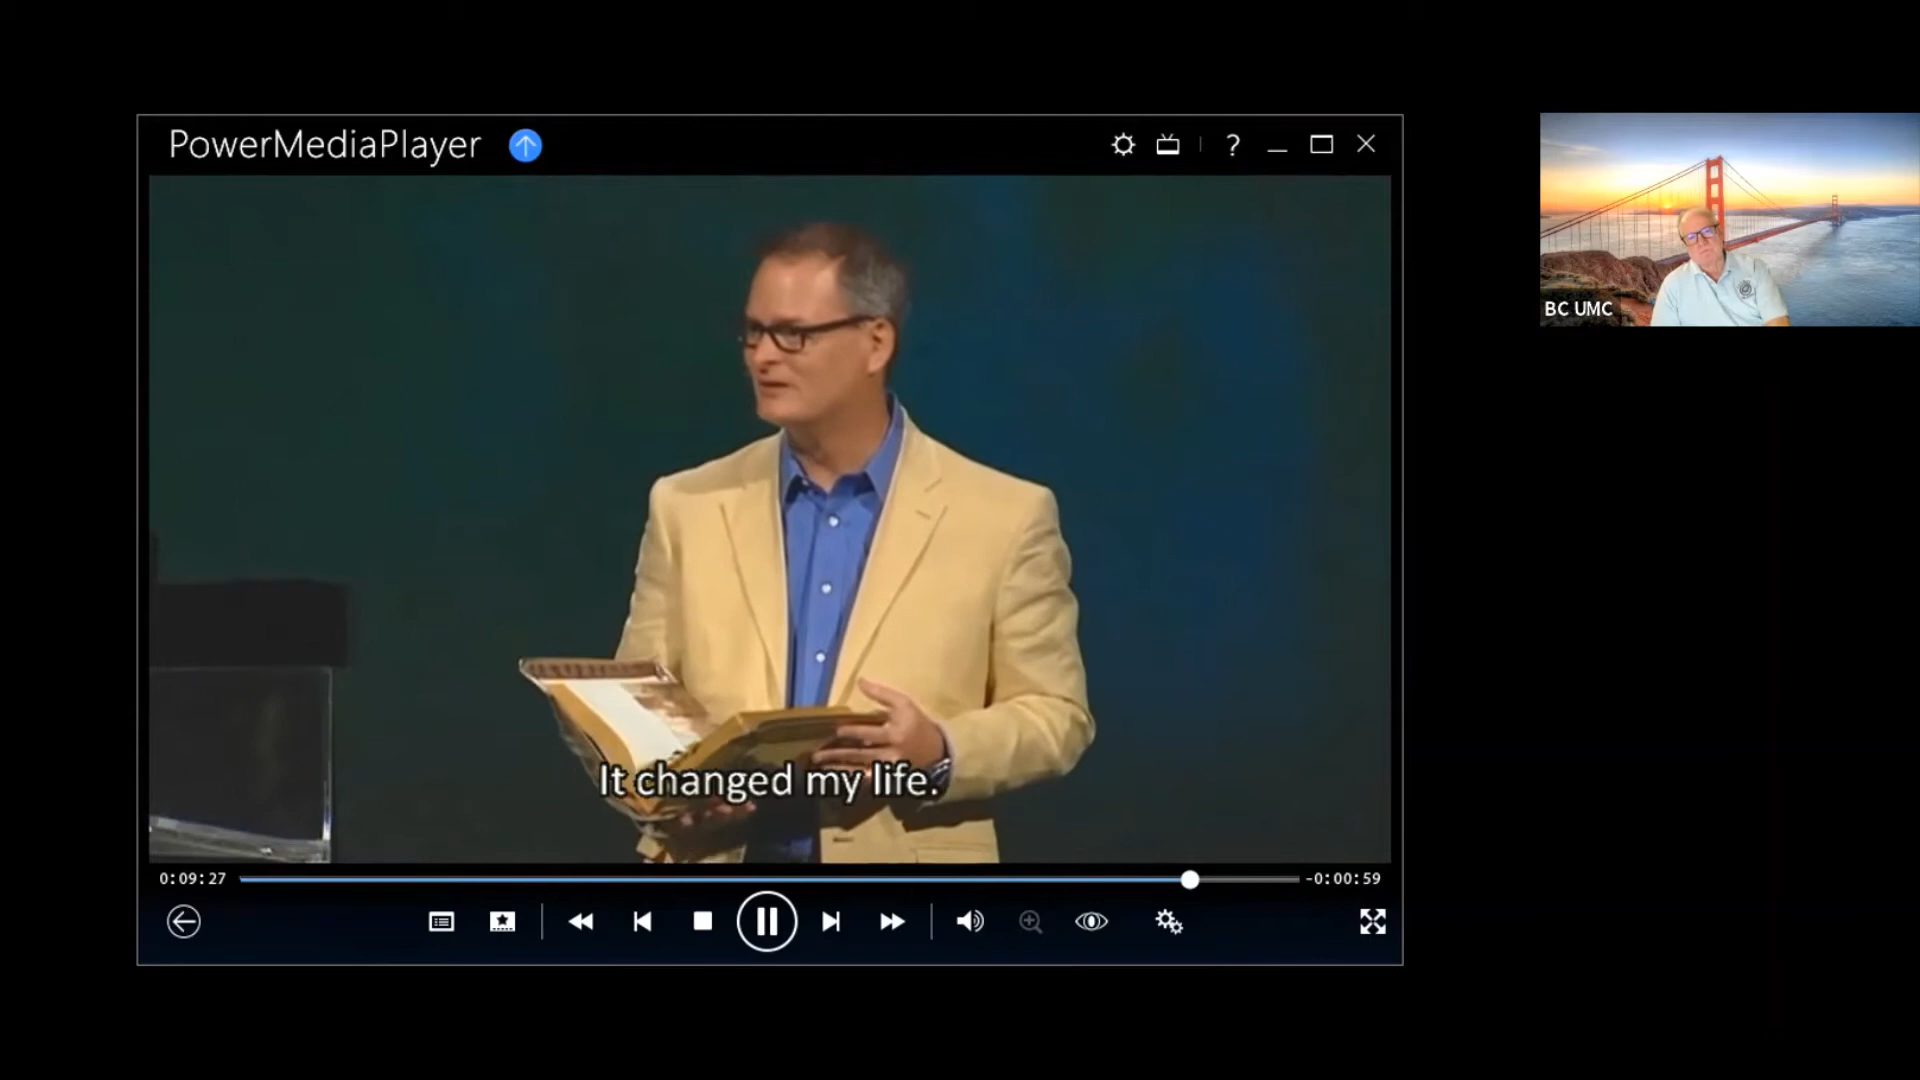 PowerMediaPlayer
?
BC UMC
It changed my life.
0:09:27
-0:00:59